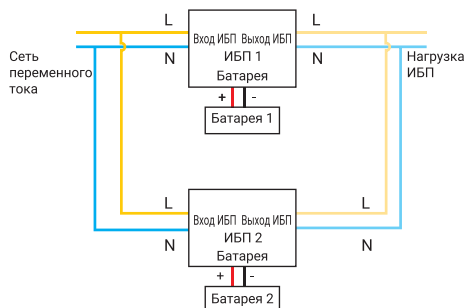 L
L
Вход ИБП Выход ИБП
N
N
ИБП 1
Батарея
Сеть
переменного
тока
Нагрузка
ИБП
+ -
Батарея 1
L
L
Вход ИБП Выход ИБП
N
N
ИБП 2
Батарея
+ -
Батарея 2